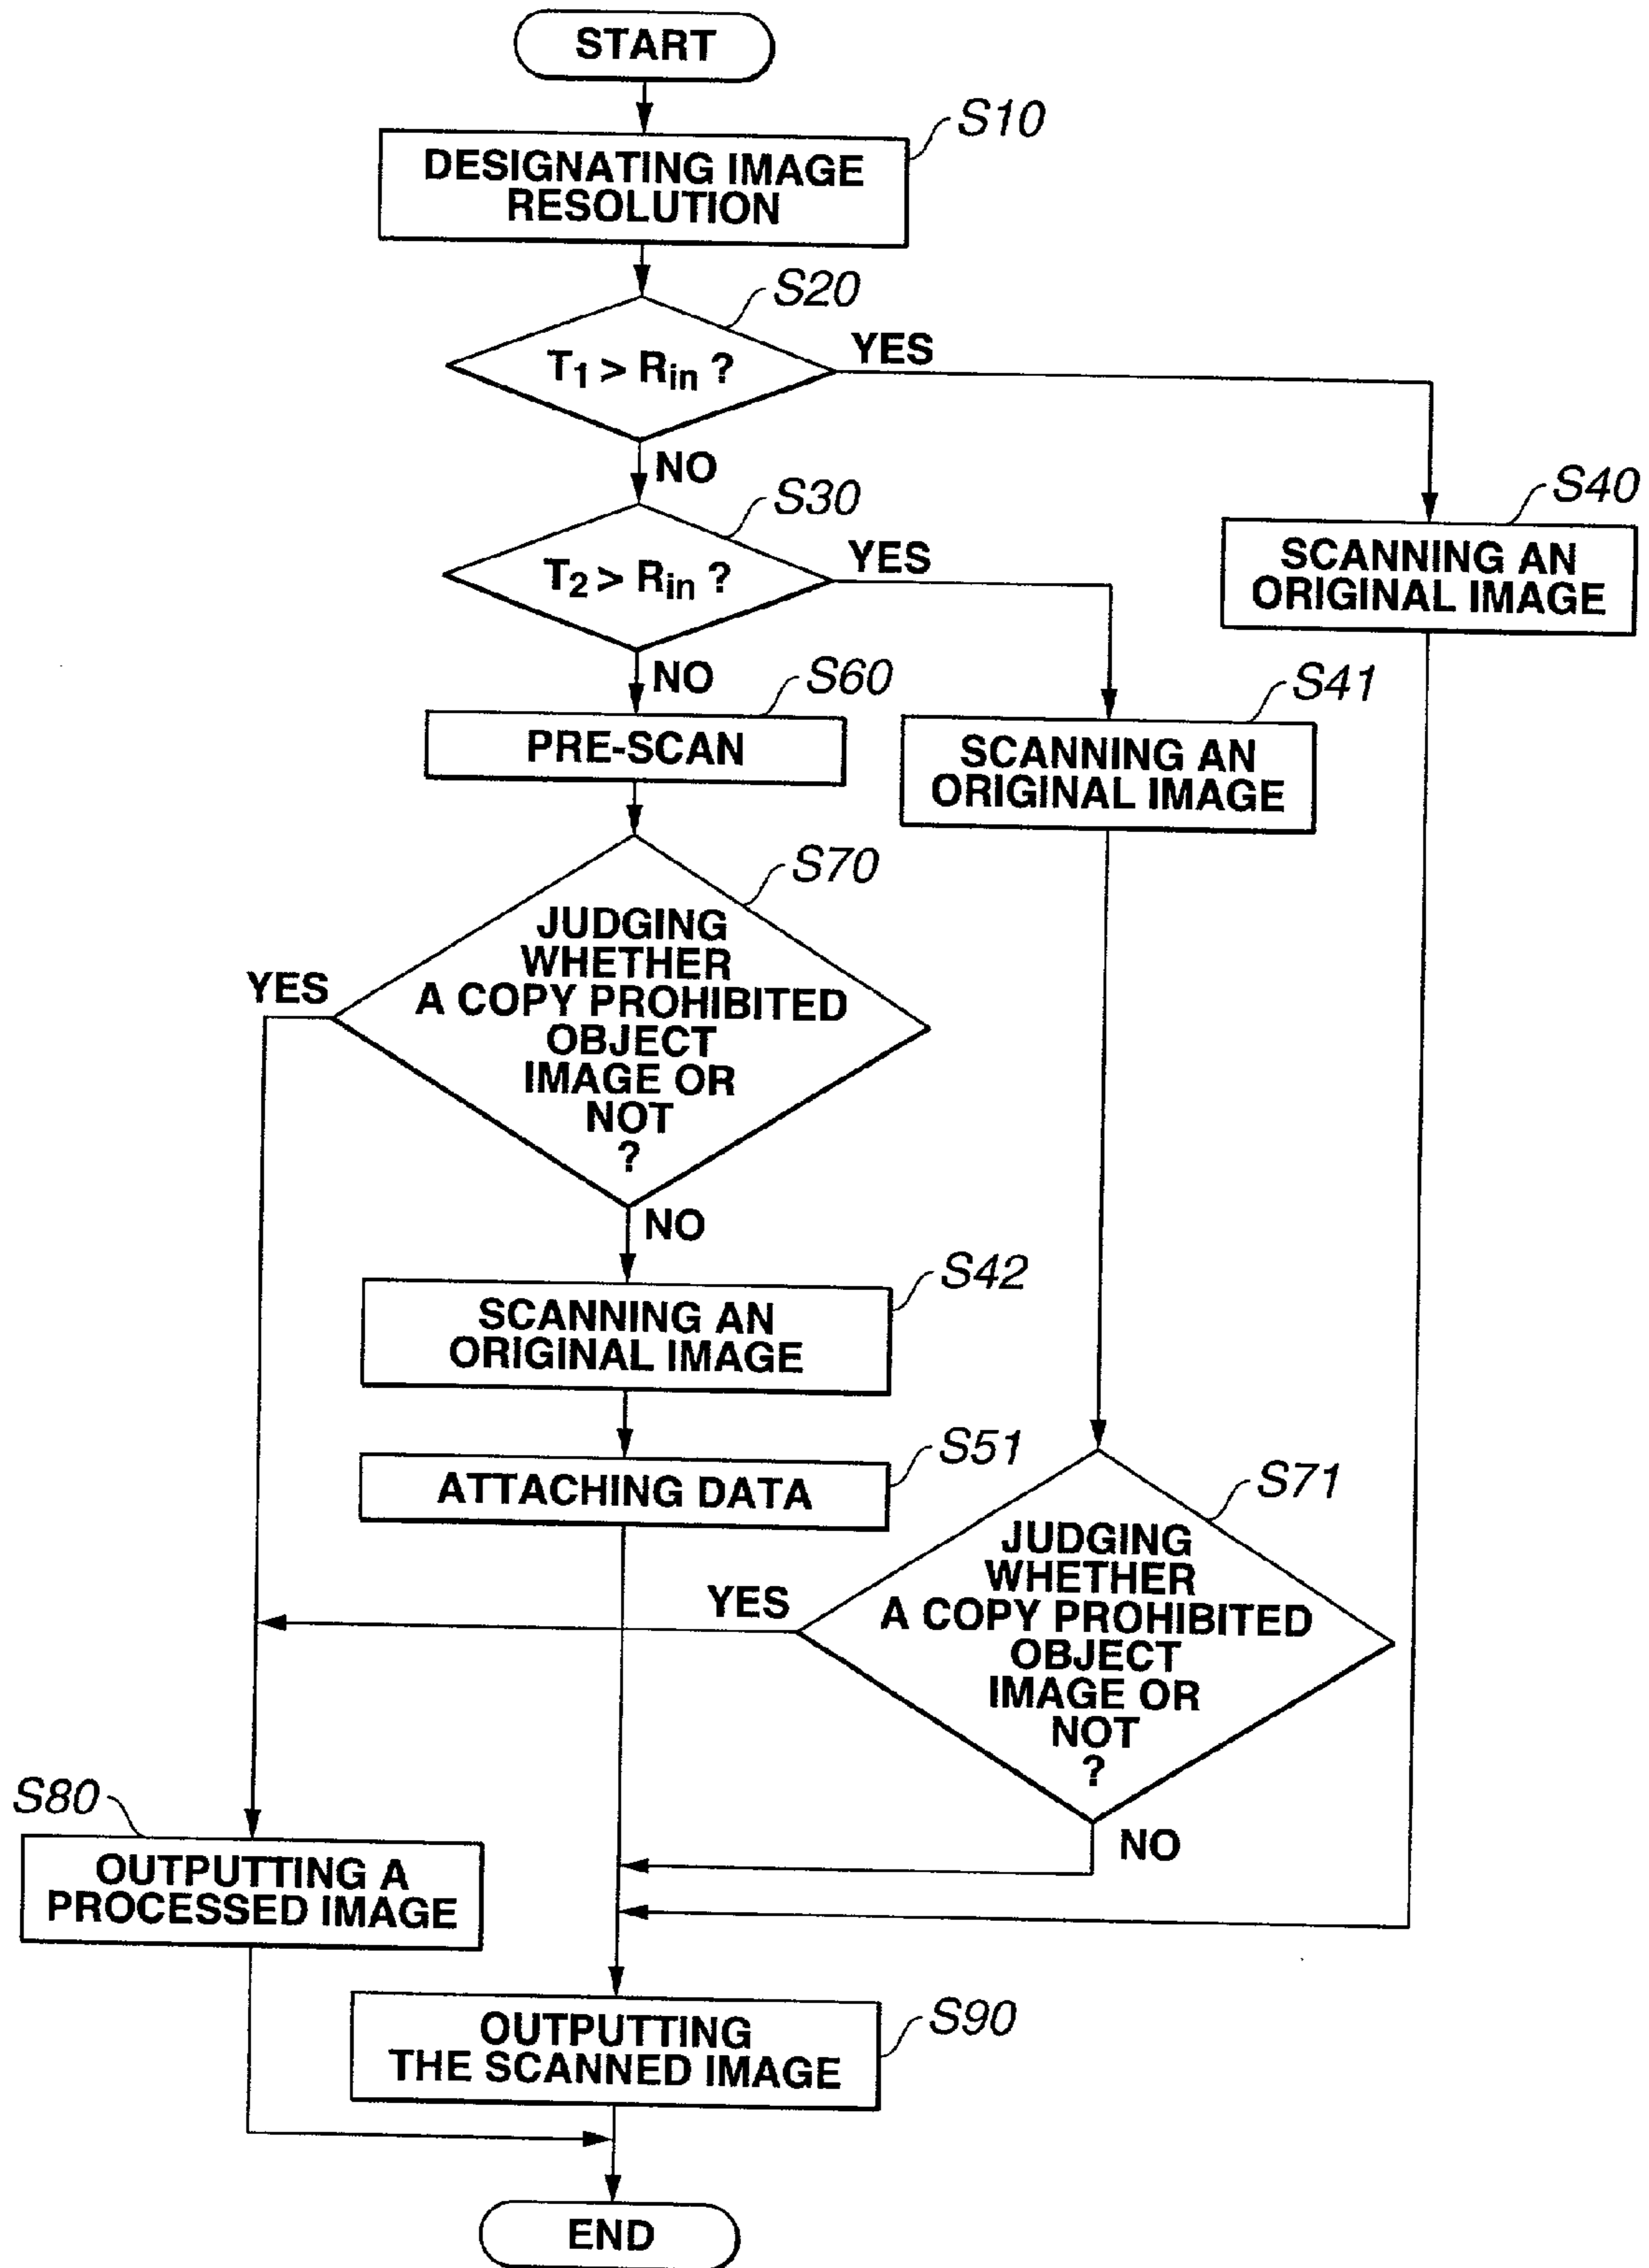 START
S10
DESIGNATING IMAGE
RESOLUTION
S20
T1 > Rin ?
YES
NO
S30
T2 > Rin ?
YES
S40
SCANNING AN
ORIGINAL IMAGE
NO
S60
PRE-SCAN
S41
SCANNING AN
ORIGINAL IMAGE
S70
JUDGING
WHETHER
A COPY PROHIBITED
OBJECT
IMAGE OR
NOT
?
YES
NO
S42
SCANNING AN
ORIGINAL IMAGE
S51
ATTACHING DATA
S71
JUDGING
WHETHER
A COPY PROHIBITED
OBJECT
IMAGE OR
NOT
?
YES
NO
S80
OUTPUTTING A
PROCESSED IMAGE
S90
OUTPUTTING
THE SCANNED IMAGE
END